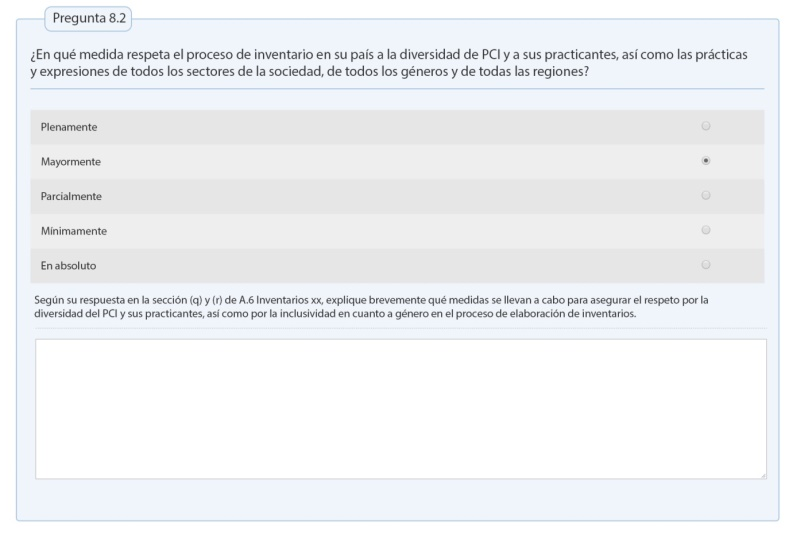 Pregunta 8.2
¿En qué medida respeta el proceso de inventario en su país a la diversidad de PCI y a sus practicantes, así como las prácticas
y expresiones de todos los sectores de la sociedad, de todos los géneros y de todas las regiones?
Plenamente
Mayormente
Parcialmente
Mínimamente
En absoluto
Según su respuesta en la sección (q) y (r) de A.6 Inventarios xx, explique brevemente qué medidas se llevan a cabo para asegurar el respeto por la
diversidad del PCI y sus practicantes, así como por la inclusividad en cuanto a género en el proceso de elaboración de inventarios.